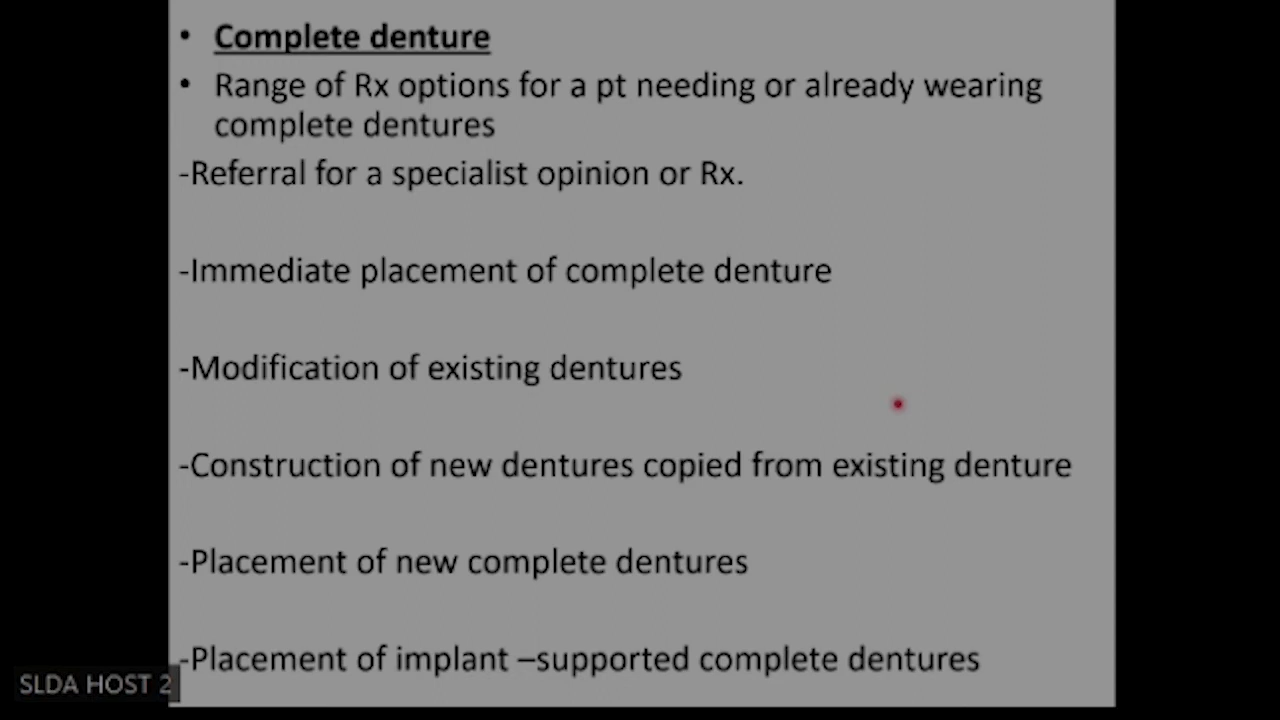 • Complete denture
• Range of Rx options for a pt needing or already wearing
complete dentures
-Referral for a specialist opinion or Rx.
-Immediate placement of complete denture
-Modification of existing dentures
-Construction of new dentures copied from existing denture
-Placement of new complete dentures
-Placement of implant –supported complete dentures
SLDA HOST 2